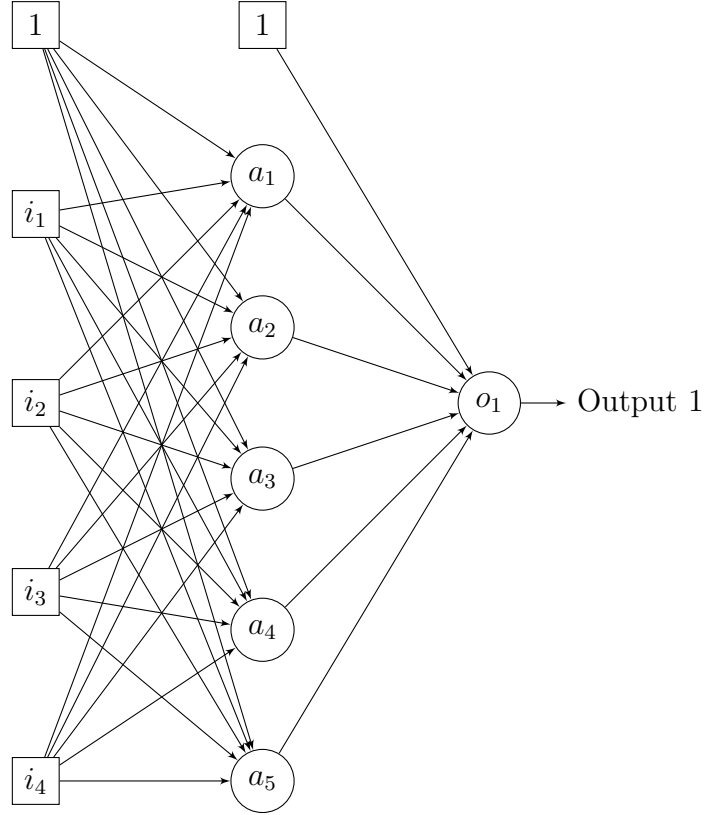 1
1
a₁
i₁
a₂
i₂
o₁
Output 1
a₃
i₃
a₄
i₄
a₅